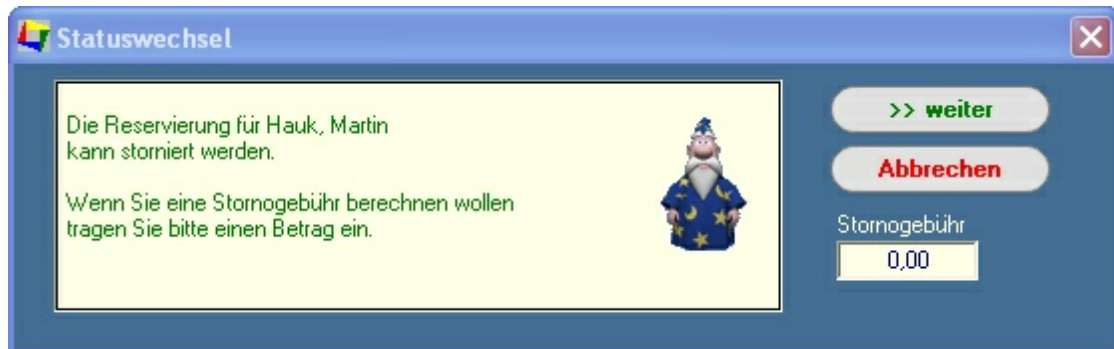 Statuswechsel
Die Reservierung für Hauk, Martin
kann storniert werden.
Wenn Sie eine Stornogebühr berechnen wollen
tragen Sie bitte einen Betrag ein.
>> weiter
Abbrechen
Stornogebühr
0,00